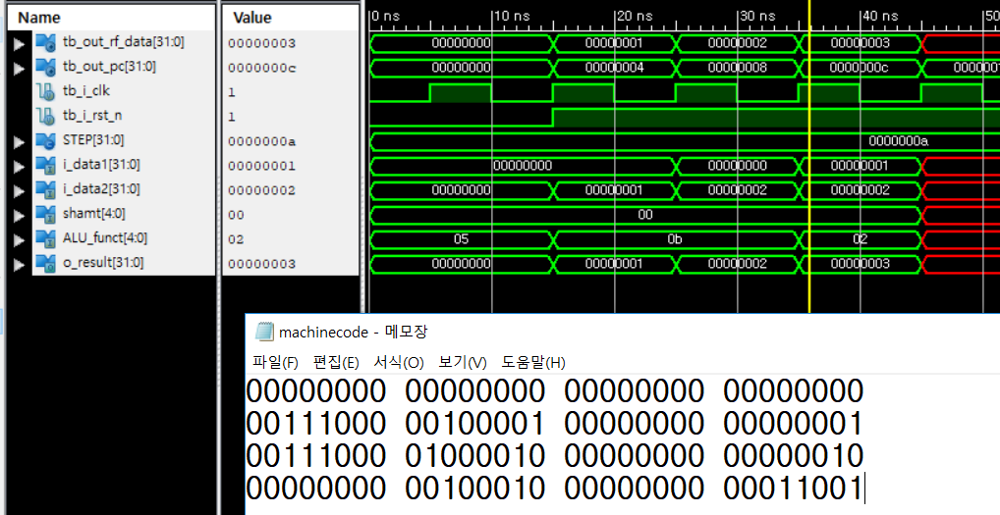 Name Value 0 ns 10 ns 20 ns 30 ns 40 ns 50
tb_out_rf_data[31:0] 00000003 00000000 00000001 00000002 00000003
tb_out_pc[31:0] 0000000c 00000000 00000004 00000008 0000000c 0000001
tb_i_clk 1
tb_i_rst_n 1
STEP[31:0] 0000000a 0000000a
i_data1[31:0] 00000001 00000000 00000000 00000001
i_data2[31:0] 00000002 00000000 00000001 00000002 00000002
shamt[4:0] 00 00
ALU_funct[4:0] 02 05 0b 02
o_result[31:0] 00000003 00000000 00000001 00000002 00000003
machinecode - 메모장
파일(F) 편집(E) 서식(O) 보기(V) 도움말(H)
00000000 00000000 00000000 00000000
00111000 00100001 00000000 00000001
00111000 01000010 00000000 00000010
00000000 00100010 00000000 00011001